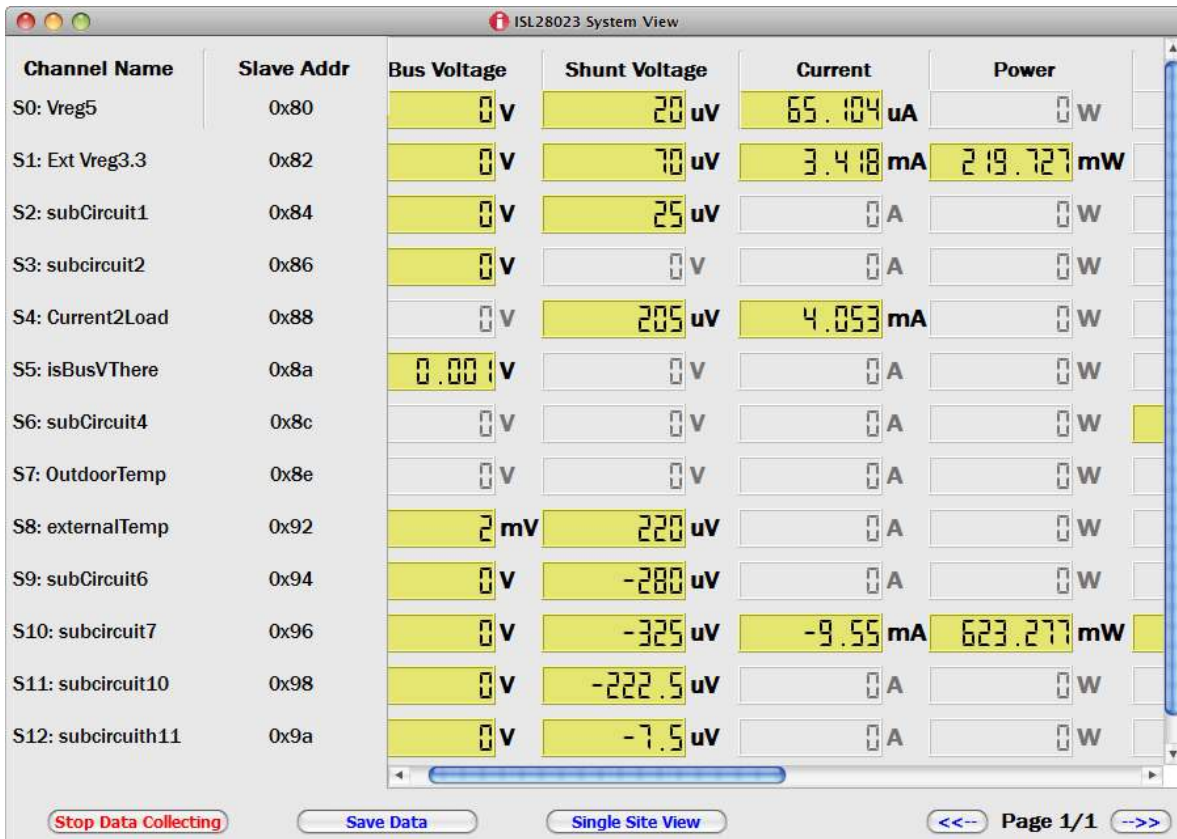 ISL28023 System View
Channel Name Slave Addr Bus Voltage Shunt Voltage Current Power
S0: Vreg5 0x80 0 V 20 uV 65.104 uA 0 W
S1: Ext Vreg3.3 0x82 0 V 70 uV 3.418 mA 219.727 mW
S2: subCircuit1 0x84 0 V 25 uV 0 A 0 W
S3: subcircuit2 0x86 0 V 0 V 0 A 0 W
S4: Current2Load 0x88 0 V 205 uV 4.053 mA 0 W
S5: isBusVThere 0x8a 0.001 V 0 V 0 A 0 W
S6: subCircuit4 0x8c 0 V 0 V 0 A 0 W
S7: OutdoorTemp 0x8e 0 V 0 V 0 A 0 W
S8: externalTemp 0x92 2 mV 220 uV 0 A 0 W
S9: subCircuit6 0x94 0 V -280 uV 0 A 0 W
S10: subcircuit7 0x96 0 V -325 uV -9.55 mA 623.277 mW
S11: subcircuit10 0x98 0 V -222.5 uV 0 A 0 W
S12: subcircuith11 0x9a 0 V -7.5 uV 0 A 0 W
Stop Data Collecting Save Data Single Site View <<-- Page 1/1 -->>